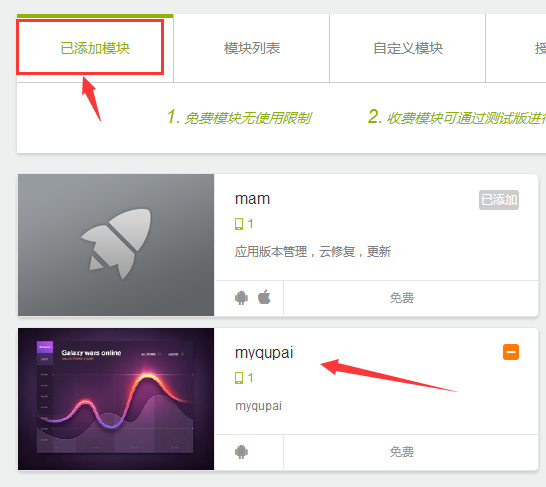 已添加模块 模块列表 自定义模块
1. 免费模块无使用限制 2. 收费模块可通过测试版进
mam 已添加
1
应用版本管理，云修复，更新
免费
Galaxy wars online
myqupai
1
myqupai
免费